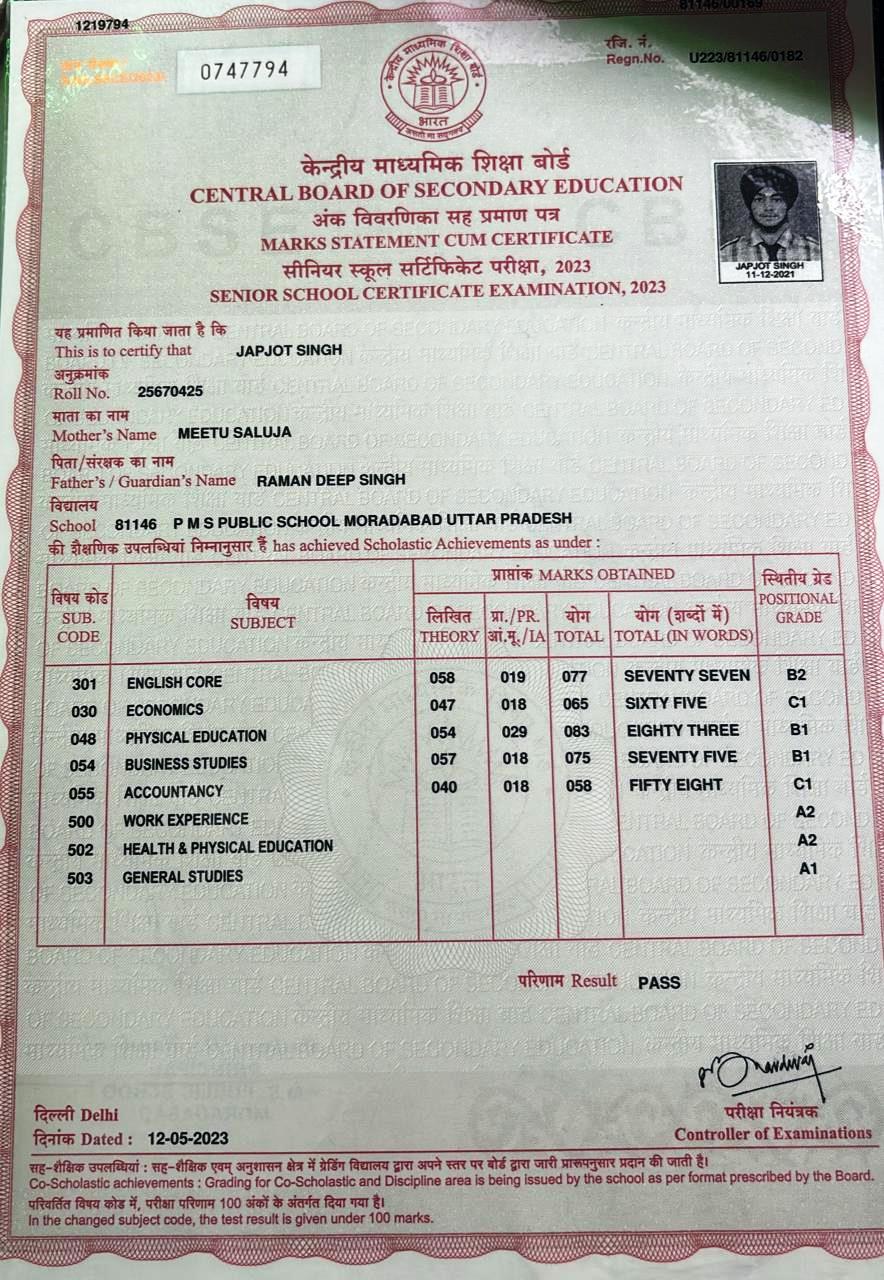 1219794
0747794
81146/00169
रजि. नं.
Regn.No. U223/81146/0182
केन्द्रीय माध्यमिक शिक्षा बोर्ड
भारत
असतो मा सद्गमय
केन्द्रीय माध्यमिक शिक्षा बोर्ड
CENTRAL BOARD OF SECONDARY EDUCATION
अंक विवरणिका सह प्रमाण पत्र
MARKS STATEMENT CUM CERTIFICATE
सीनियर स्कूल सर्टिफिकेट परीक्षा, 2023
SENIOR SCHOOL CERTIFICATE EXAMINATION, 2023
JAPJOT SINGH
11-12-2021
यह प्रमाणित किया जाता है कि
This is to certify that JAPJOT SINGH
अनुक्रमांक
Roll No. 25670425
माता का नाम
Mother's Name MEETU SALUJA
पिता/संरक्षक का नाम
Father's / Guardian's Name RAMAN DEEP SINGH
विद्यालय
School 81146 P M S PUBLIC SCHOOL MORADABAD UTTAR PRADESH
की शैक्षणिक उपलब्धियां निम्नानुसार हैं has achieved Scholastic Achievements as under :
विषय कोड
SUB.
CODE
विषय
SUBJECT
प्राप्तांक MARKS OBTAINED
लिखित
THEORY
प्रा./PR.
आं.मू./IA
योग
TOTAL
योग (शब्दों में)
TOTAL (IN WORDS)
स्थितीय ग्रेड
POSITIONAL
GRADE
301 ENGLISH CORE 058 019 077 SEVENTY SEVEN B2
030 ECONOMICS 047 018 065 SIXTY FIVE C1
048 PHYSICAL EDUCATION 054 029 083 EIGHTY THREE B1
054 BUSINESS STUDIES 057 018 075 SEVENTY FIVE B1
055 ACCOUNTANCY 040 018 058 FIFTY EIGHT C1
500 WORK EXPERIENCE A2
502 HEALTH & PHYSICAL EDUCATION A2
503 GENERAL STUDIES A1
परिणाम Result PASS
दिल्ली Delhi
दिनांक Dated : 12-05-2023
परीक्षा नियंत्रक
Controller of Examinations
सह-शैक्षिक उपलब्धियां : सह-शैक्षिक एवम् अनुशासन क्षेत्र में ग्रेडिंग विद्यालय द्वारा अपने स्तर पर बोर्ड द्वारा जारी प्रारूपनुसार प्रदान की जाती है।
Co-Scholastic achievements : Grading for Co-Scholastic and Discipline area is being issued by the school as per format prescribed by the Board.
परिवर्तित विषय कोड में, परीक्षा परिणाम 100 अंकों के अंतर्गत दिया गया है।
In the changed subject code, the test result is given under 100 marks.